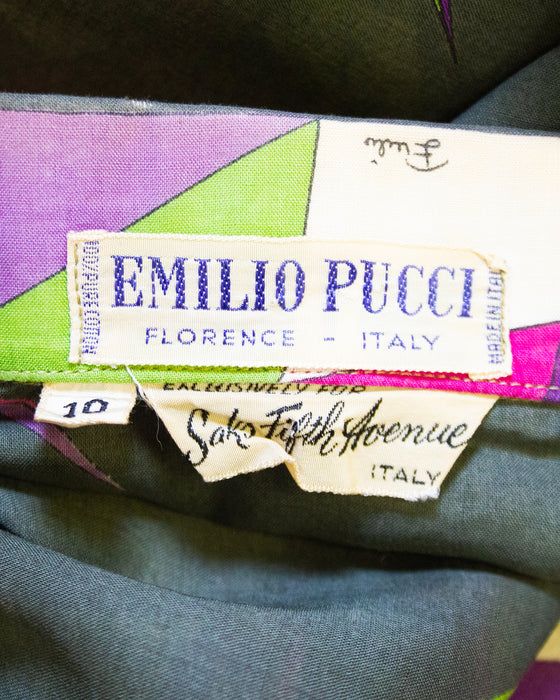 Emilio
EMILIO PUCCI
FLORENCE - ITALY
100% PURE COTTON
MADE IN ITALY
10
EXCLUSIVELY FOR
Saks Fifth Avenue
ITALY